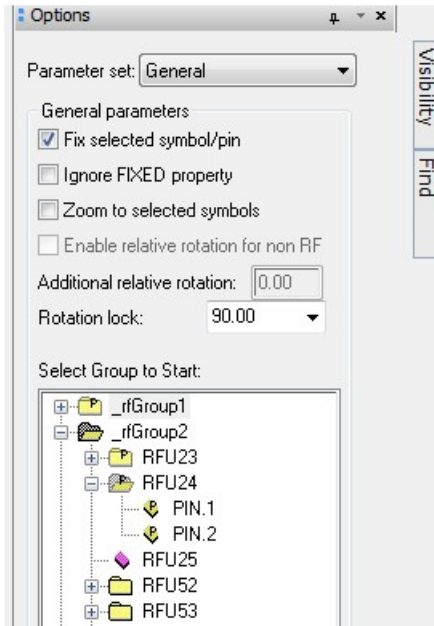 Options
Parameter set: General
General parameters
Fix selected symbol/pin
Ignore FIXED property
Zoom to selected symbols
Enable relative rotation for non RF
Additional relative rotation: 0.00
Rotation lock: 90.00
Select Group to Start:
_rfGroup1
_rfGroup2
RFU23
RFU24
PIN.1
PIN.2
RFU25
RFU52
RFU53
Visibility
Find